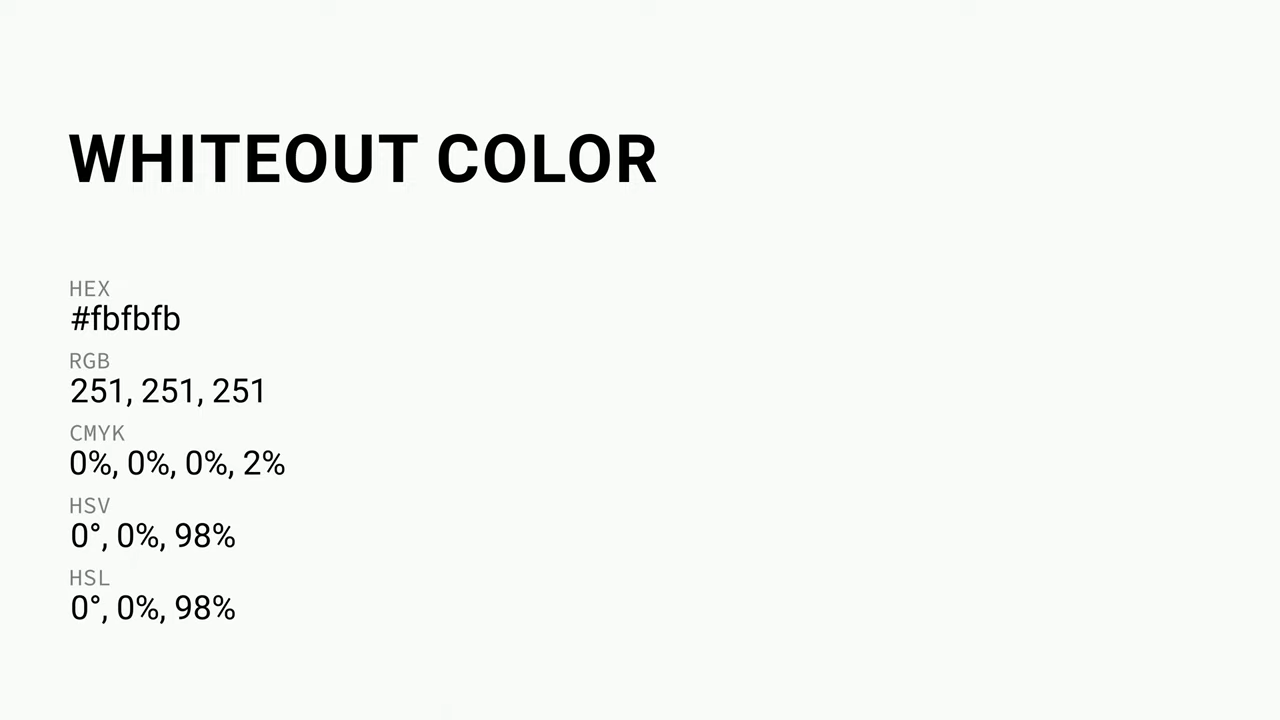 WHITEOUT COLOR
HEX
#fbfbfb
RGB
251, 251, 251
CMYK
0%, 0%, 0%, 2%
HSV
0°, 0%, 98%
HSL
0°, 0%, 98%